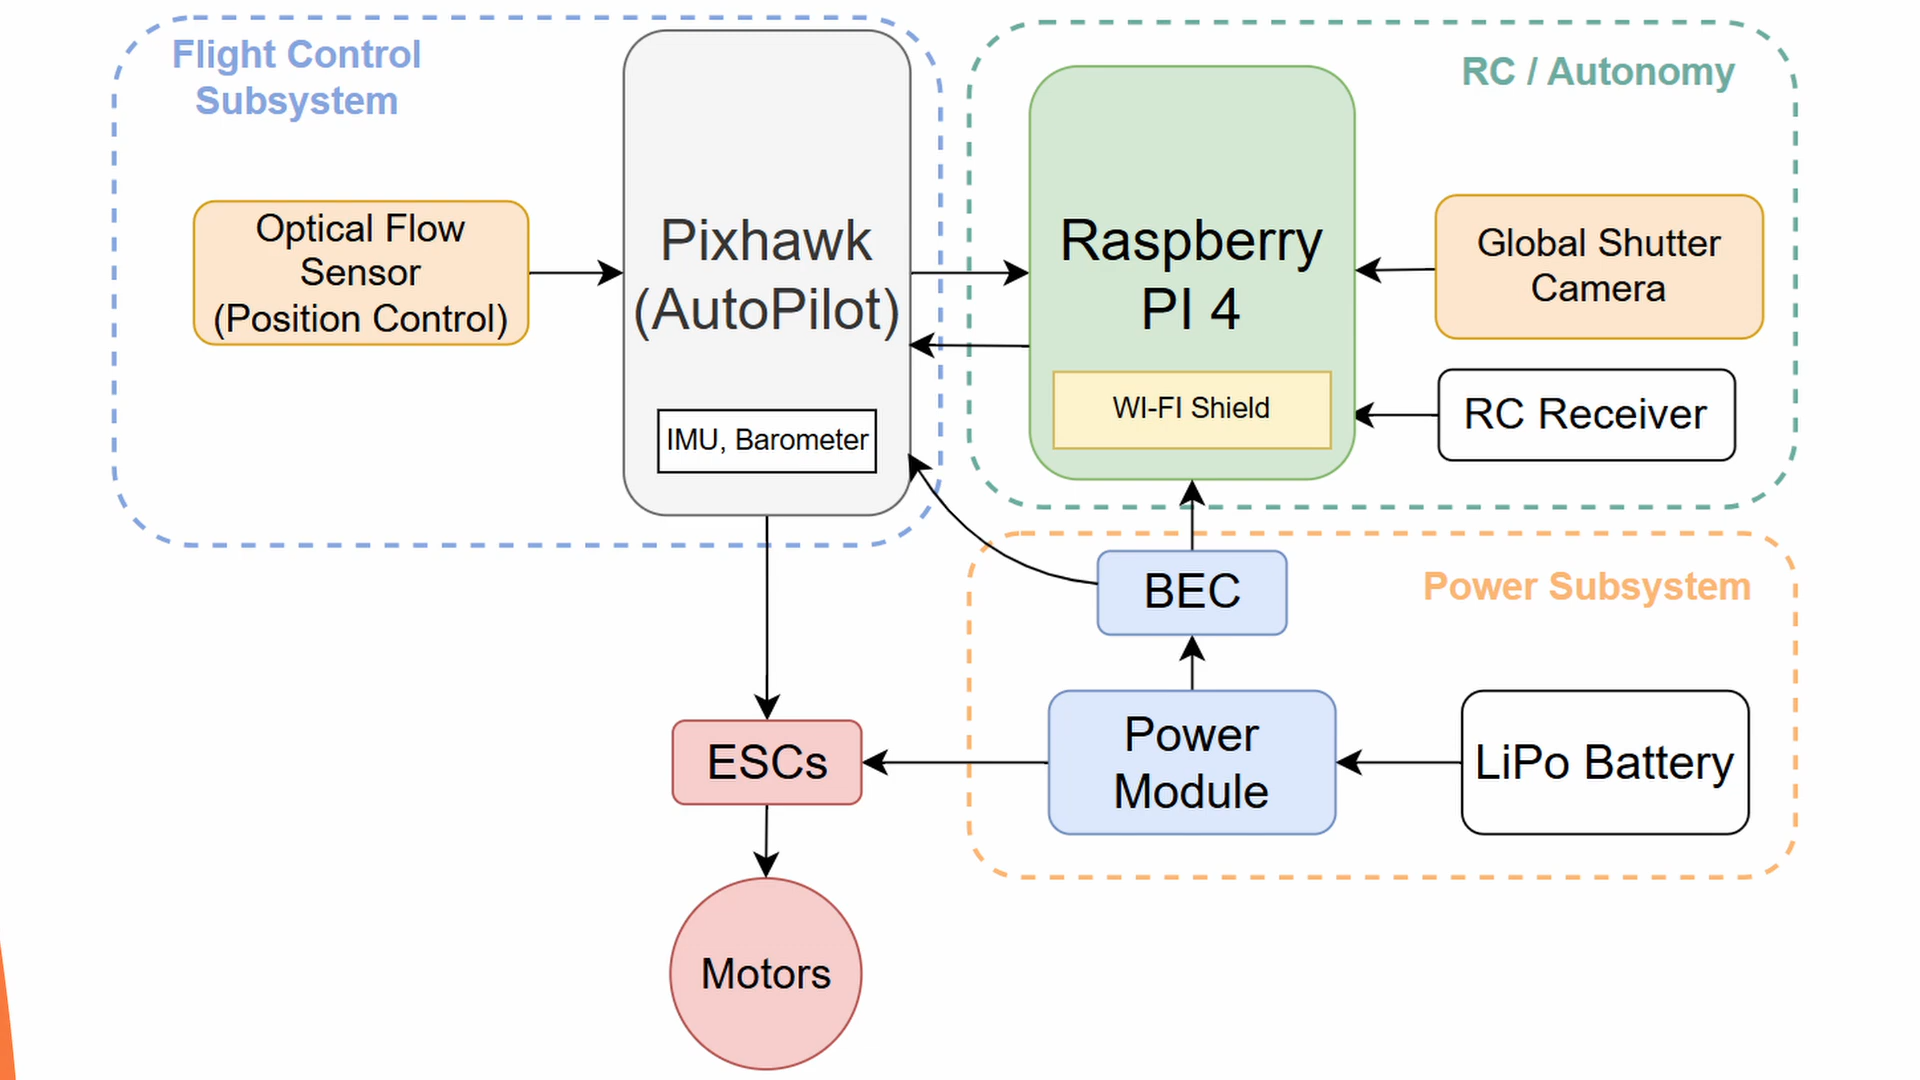 Flight Control
Subsystem
Optical Flow
Sensor
(Position Control)
Pixhawk
(AutoPilot)
IMU, Barometer
RC / Autonomy
Raspberry
PI 4
WI-FI Shield
Global Shutter
Camera
RC Receiver
Power Subsystem
BEC
Power
Module
LiPo Battery
ESCs
Motors